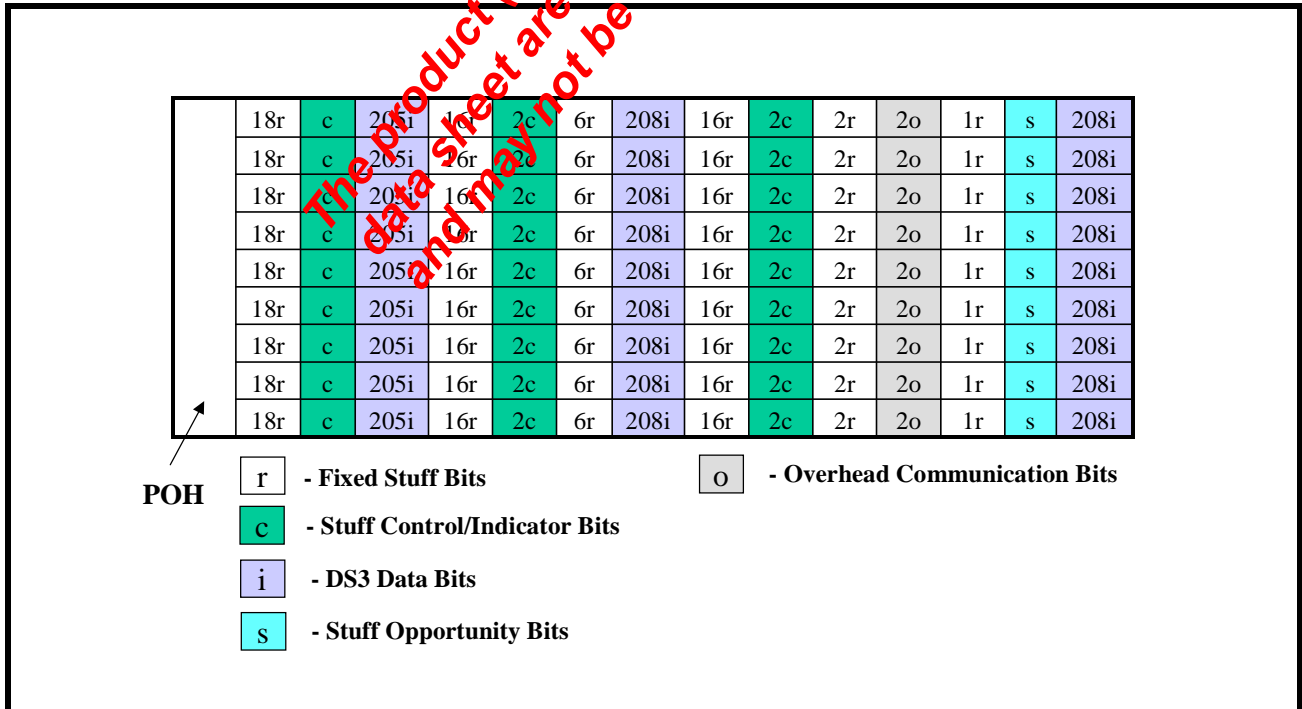 The product
data sheet are
and may not be
18r c 205i 16r 2c 6r 208i 16r 2c 2r 2o 1r s 208i
18r c 205i 16r 2c 6r 208i 16r 2c 2r 2o 1r s 208i
18r c 205i 16r 2c 6r 208i 16r 2c 2r 2o 1r s 208i
18r c 205i 16r 2c 6r 208i 16r 2c 2r 2o 1r s 208i
18r c 205i 16r 2c 6r 208i 16r 2c 2r 2o 1r s 208i
18r c 205i 16r 2c 6r 208i 16r 2c 2r 2o 1r s 208i
18r c 205i 16r 2c 6r 208i 16r 2c 2r 2o 1r s 208i
18r c 205i 16r 2c 6r 208i 16r 2c 2r 2o 1r s 208i
18r c 205i 16r 2c 6r 208i 16r 2c 2r 2o 1r s 208i
POH
r - Fixed Stuff Bits
o - Overhead Communication Bits
c - Stuff Control/Indicator Bits
i - DS3 Data Bits
s - Stuff Opportunity Bits